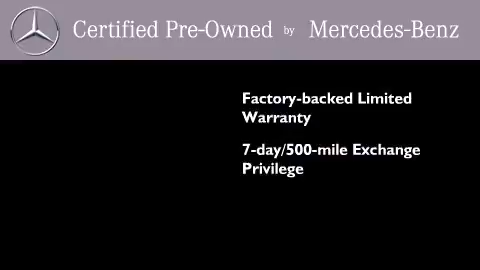 Certified Pre-Owned by Mercedes-Benz
Factory-backed Limited
Warranty
7-day/500-mile Exchange
Privilege